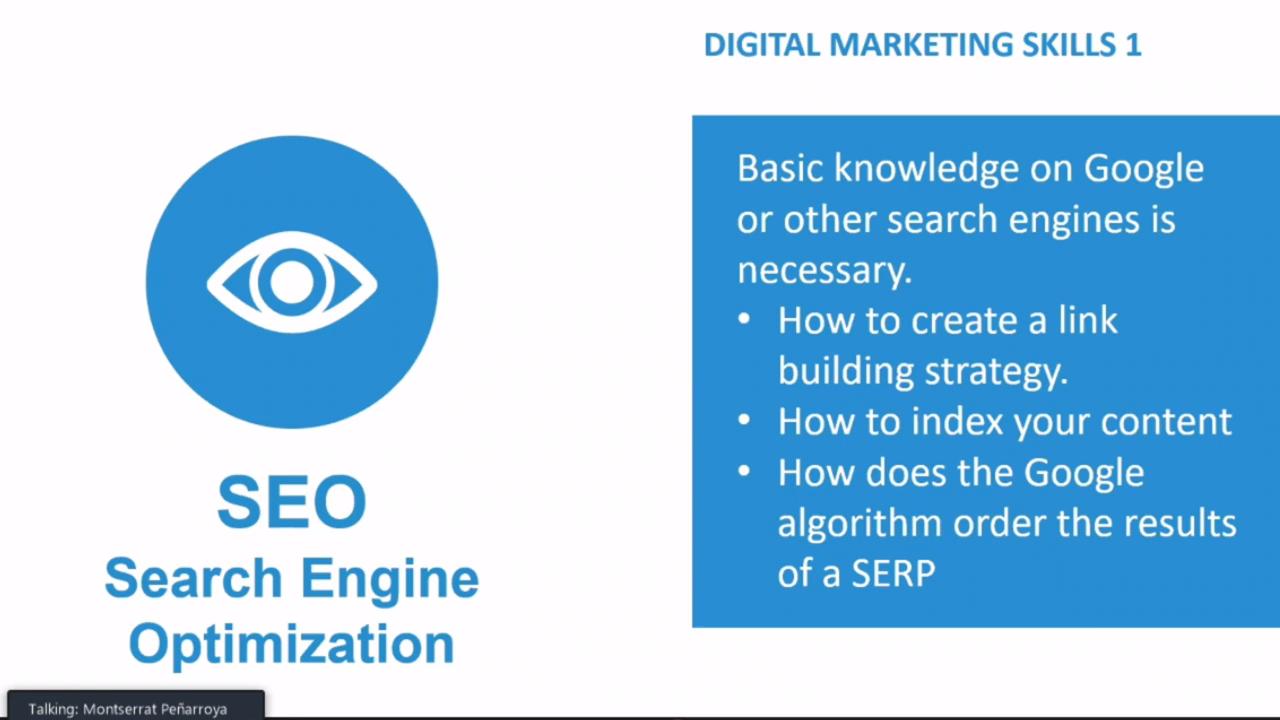 DIGITAL MARKETING SKILLS 1
Basic knowledge on Google
or other search engines is
necessary.
• How to create a link
building strategy.
• How to index your content
• How does the Google
algorithm order the results
of a SERP
SEO
Search Engine
Optimization
Talking: Montserrat Peñarroya